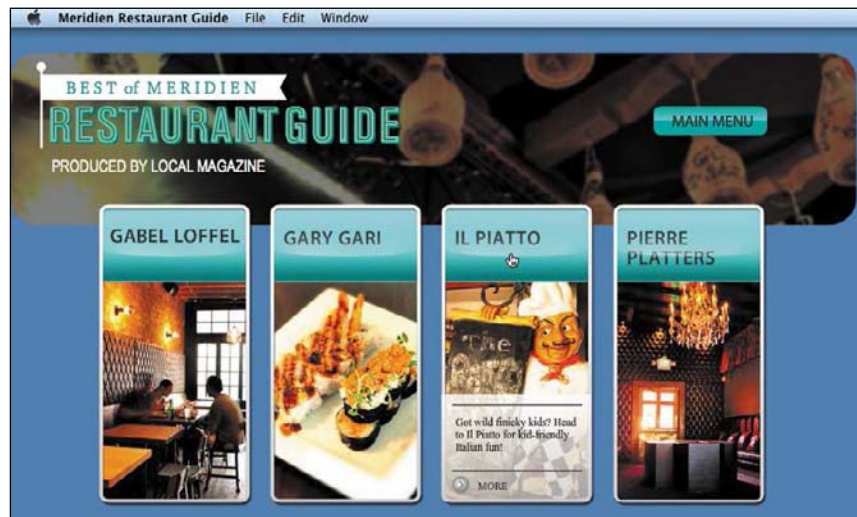 Meridien Restaurant Guide File Edit Window
BEST of MERIDIEN
RESTAURANT GUIDE
PRODUCED BY LOCAL MAGAZINE
MAIN MENU
GABEL LOFFEL
GARY GARI
IL PIATTO
PIERRE
PLATTERS
The
Got wild finicky kids? Head
to Il Piatto for kid-friendly
Italian fun!
MORE